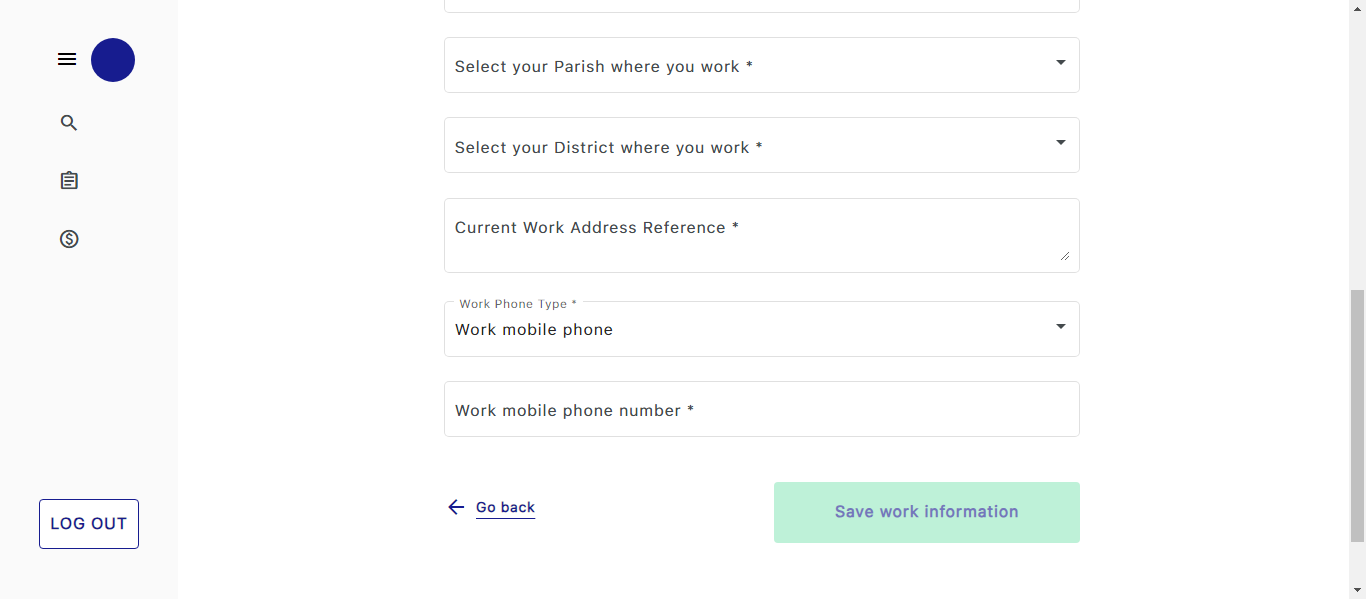 Select your Parish where you work *
Select your District where you work *
Current Work Address Reference *
Work Phone Type *
Work mobile phone
Work mobile phone number *
Go back
Save work information
LOG OUT